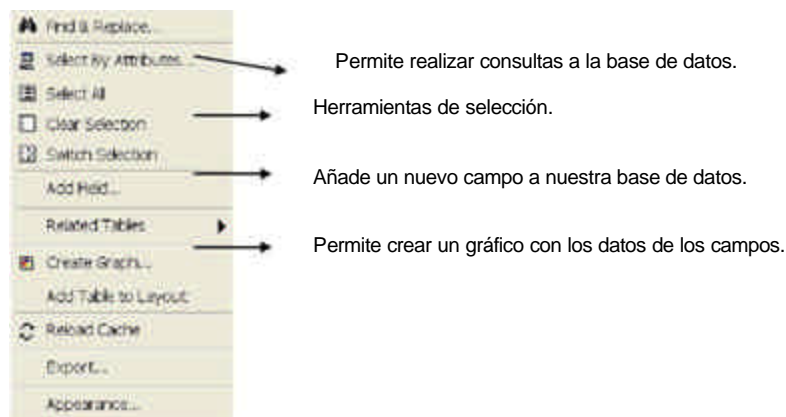 Find & Replace...
Select By Attributes...
Permite realizar consultas a la base de datos.
Select All
Herramientas de selección.
Clear Selection
Switch Selection
Añade un nuevo campo a nuestra base de datos.
Add Field...
Related Tables
Permite crear un gráfico con los datos de los campos.
Create Graph...
Add Table to Layout
Reload Cache
Export...
Appearance...